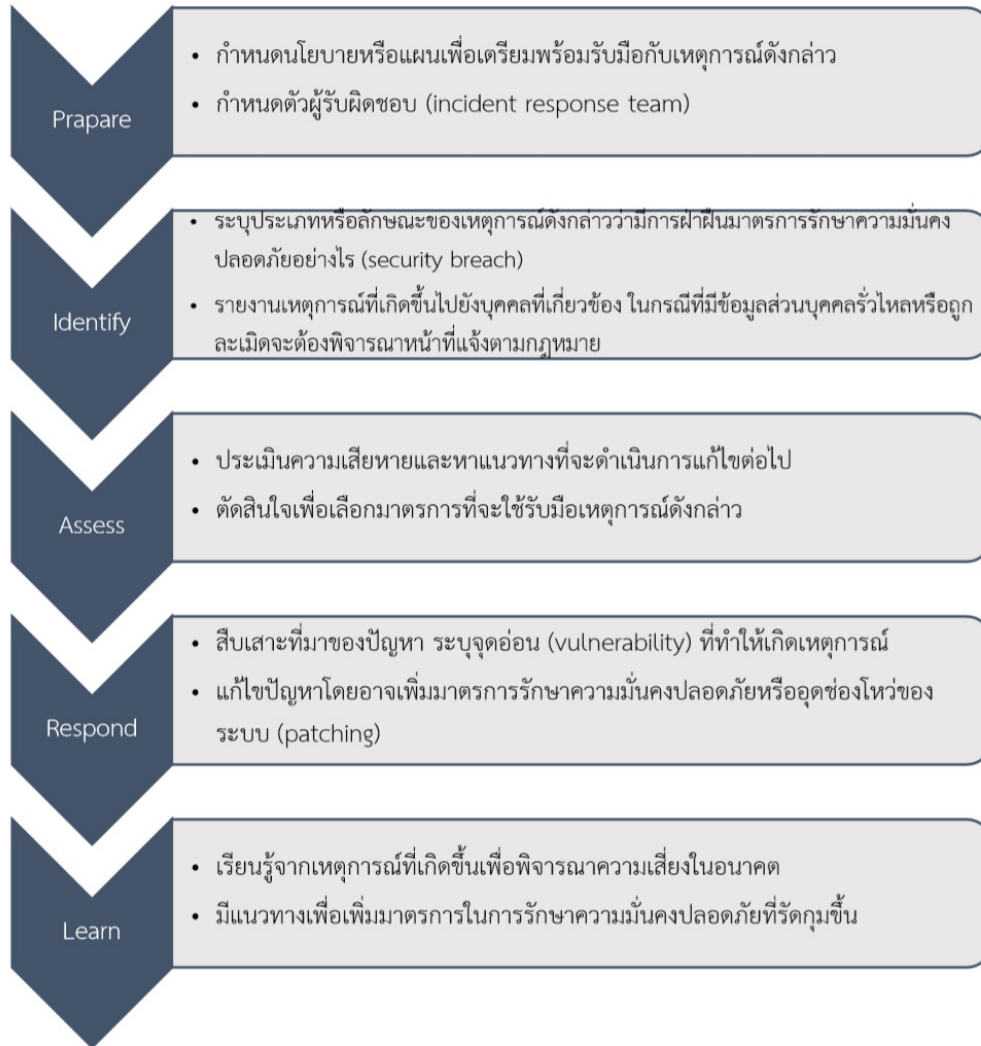 Prapare
• กำหนดนโยบายหรือแผนเพื่อเตรียมพร้อมรับมือกับเหตุการณ์ดังกล่าว
• กำหนดตัวผู้รับผิดชอบ (incident response team)
Identify
• ระบุประเภทหรือลักษณะของเหตุการณ์ดังกล่าวว่ามีการฝ่าฝืนมาตรการรักษาความมั่นคง
ปลอดภัยอย่างไร (security breach)
• รายงานเหตุการณ์ที่เกิดขึ้นไปยังบุคคลที่เกี่ยวข้อง ในกรณีที่มีข้อมูลส่วนบุคคลรั่วไหลหรือถูก
ละเมิดจะต้องพิจารณาหน้าที่แจ้งตามกฎหมาย
Assess
• ประเมินความเสียหายและหาแนวทางที่จะดำเนินการแก้ไขต่อไป
• ตัดสินใจเพื่อเลือกมาตรการที่จะใช้รับมือเหตุการณ์ดังกล่าว
Respond
• สืบเสาะที่มาของปัญหา ระบุจุดอ่อน (vulnerability) ที่ทำให้เกิดเหตุการณ์
• แก้ไขปัญหาโดยอาจเพิ่มมาตรการรักษาความมั่นคงปลอดภัยหรืออุดช่องโหว่ของ
ระบบ (patching)
Learn
• เรียนรู้จากเหตุการณ์ที่เกิดขึ้นเพื่อพิจารณาความเสี่ยงในอนาคต
• มีแนวทางเพื่อเพิ่มมาตรการในการรักษาความมั่นคงปลอดภัยที่รัดกุมขึ้น